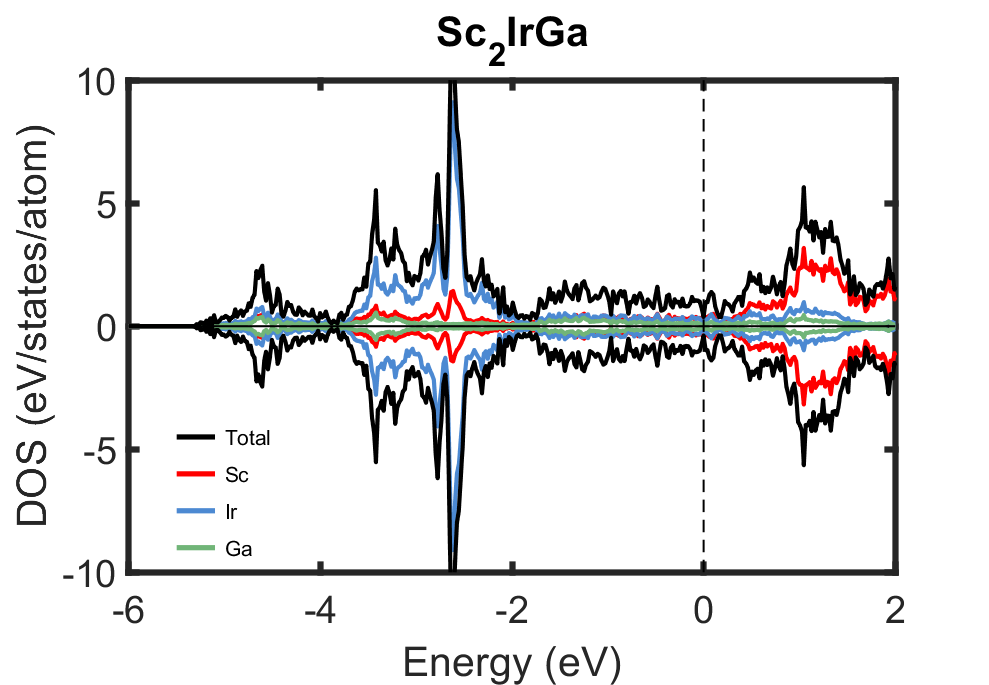 Sc₂IrGa
DOS (eV/states/atom)
10
5
0
-5
-10
Total
Sc
Ir
Ga
-6 -4 -2 0 2
Energy (eV)